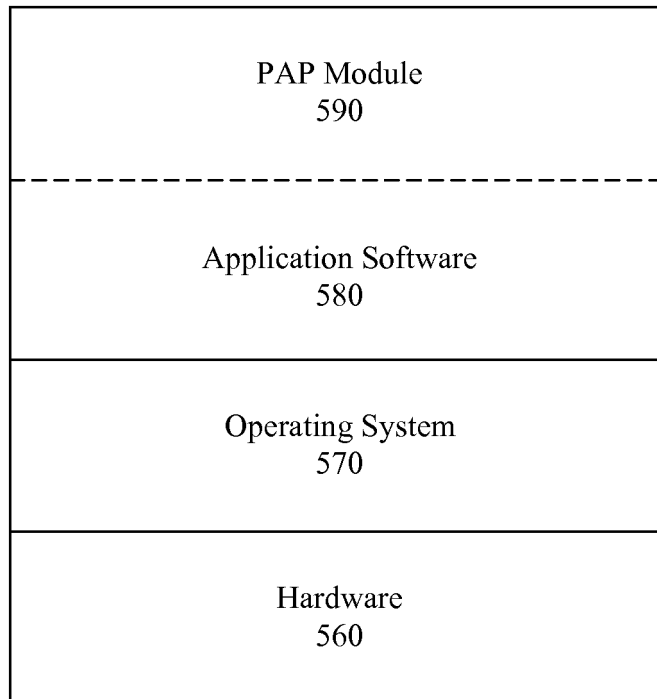 PAP Module
590
Application Software
580
Operating System
570
Hardware
560